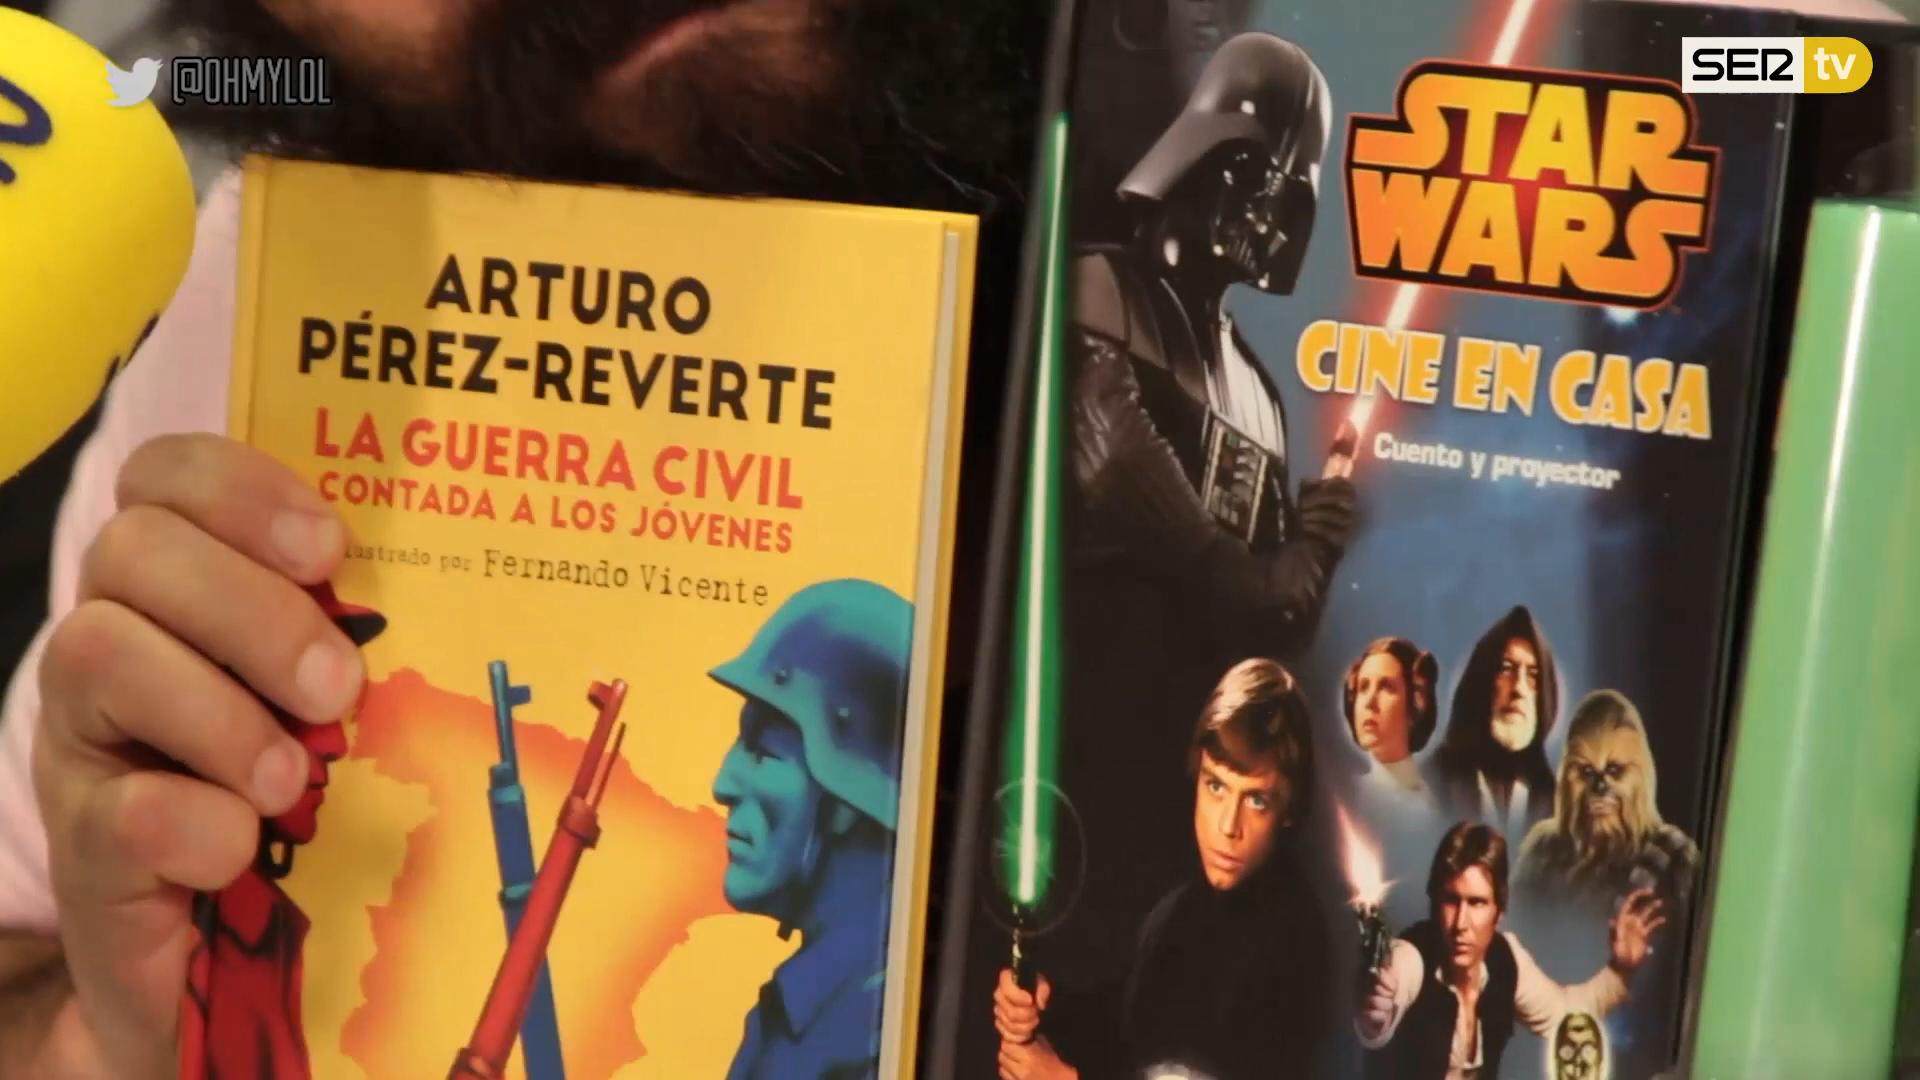 @OHMYLOL
SER tv
ARTURO
PÉREZ-REVERTE
LA GUERRA CIVIL
CONTADA A LOS JÓVENES
por Fernando Vicente
STAR
WARS
CINE EN CASA
Cuento y proyector